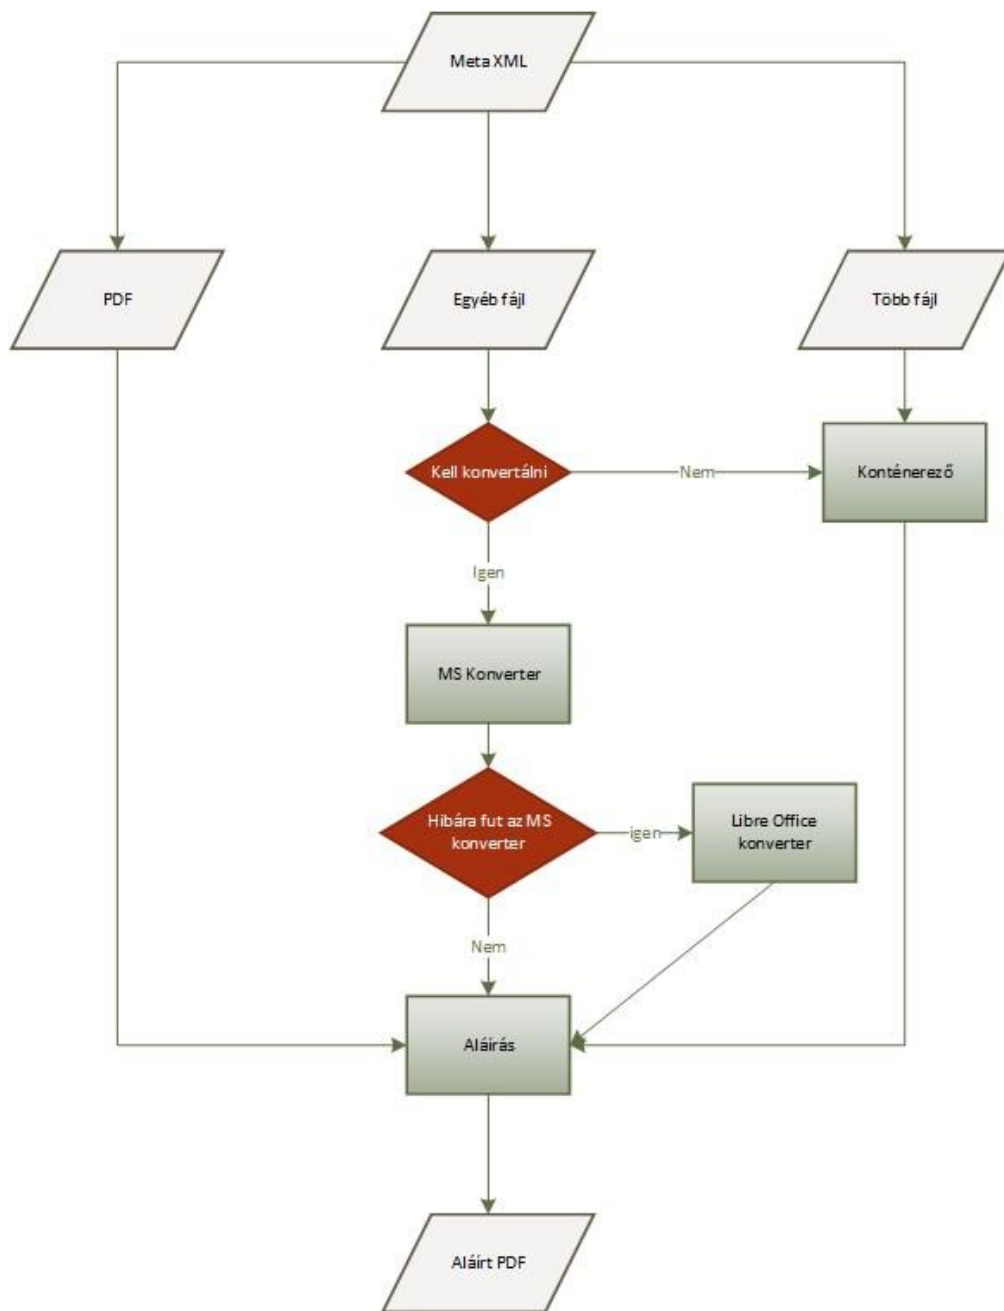 Meta XML
PDF
Egyéb fájl
Több fájl
Kell konvertálni
Nem
Konténerező
Igen
MS Konverter
Hibára fut az MS
konverter
igen
Libre Office
konverter
Nem
Aláírás
Aláírt PDF